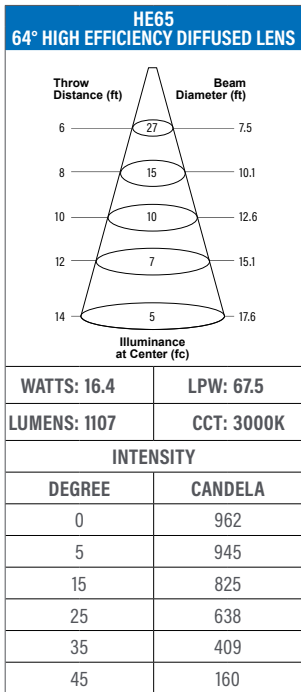 HE65
64° HIGH EFFICIENCY DIFFUSED LENS
Throw Distance (ft) Beam Diameter (ft)
6 27 7.5
8 15 10.1
10 10 12.6
12 7 15.1
14 5 17.6
Illuminance
at Center (fc)
WATTS: 16.4 LPW: 67.5
LUMENS: 1107 CCT: 3000K
INTENSITY
DEGREE CANDELA
0 962
5 945
15 825
25 638
35 409
45 160